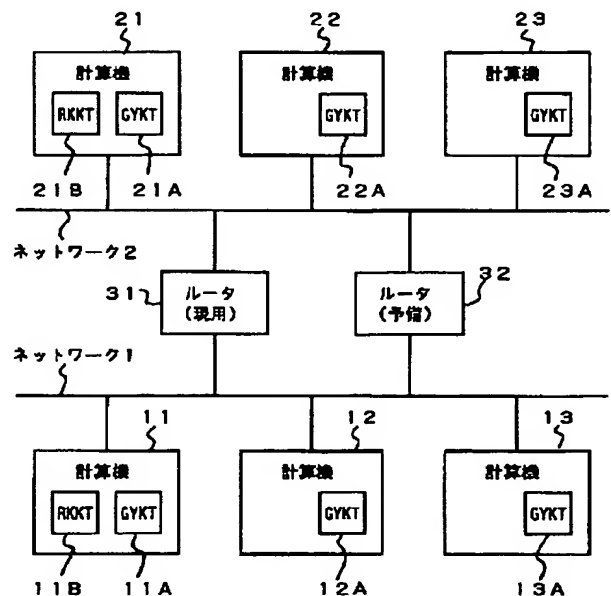 21 22 23
計算機 計算機 計算機
RKKT GYKT GYKT GYKT
21B 21A 22A 23A
ネットワーク2
31 ルータ (現用) ルータ (予備) 32
ネットワーク1
11 12 13
計算機 計算機 計算機
RKKT GYKT GYKT GYKT
11B 11A 12A 13A